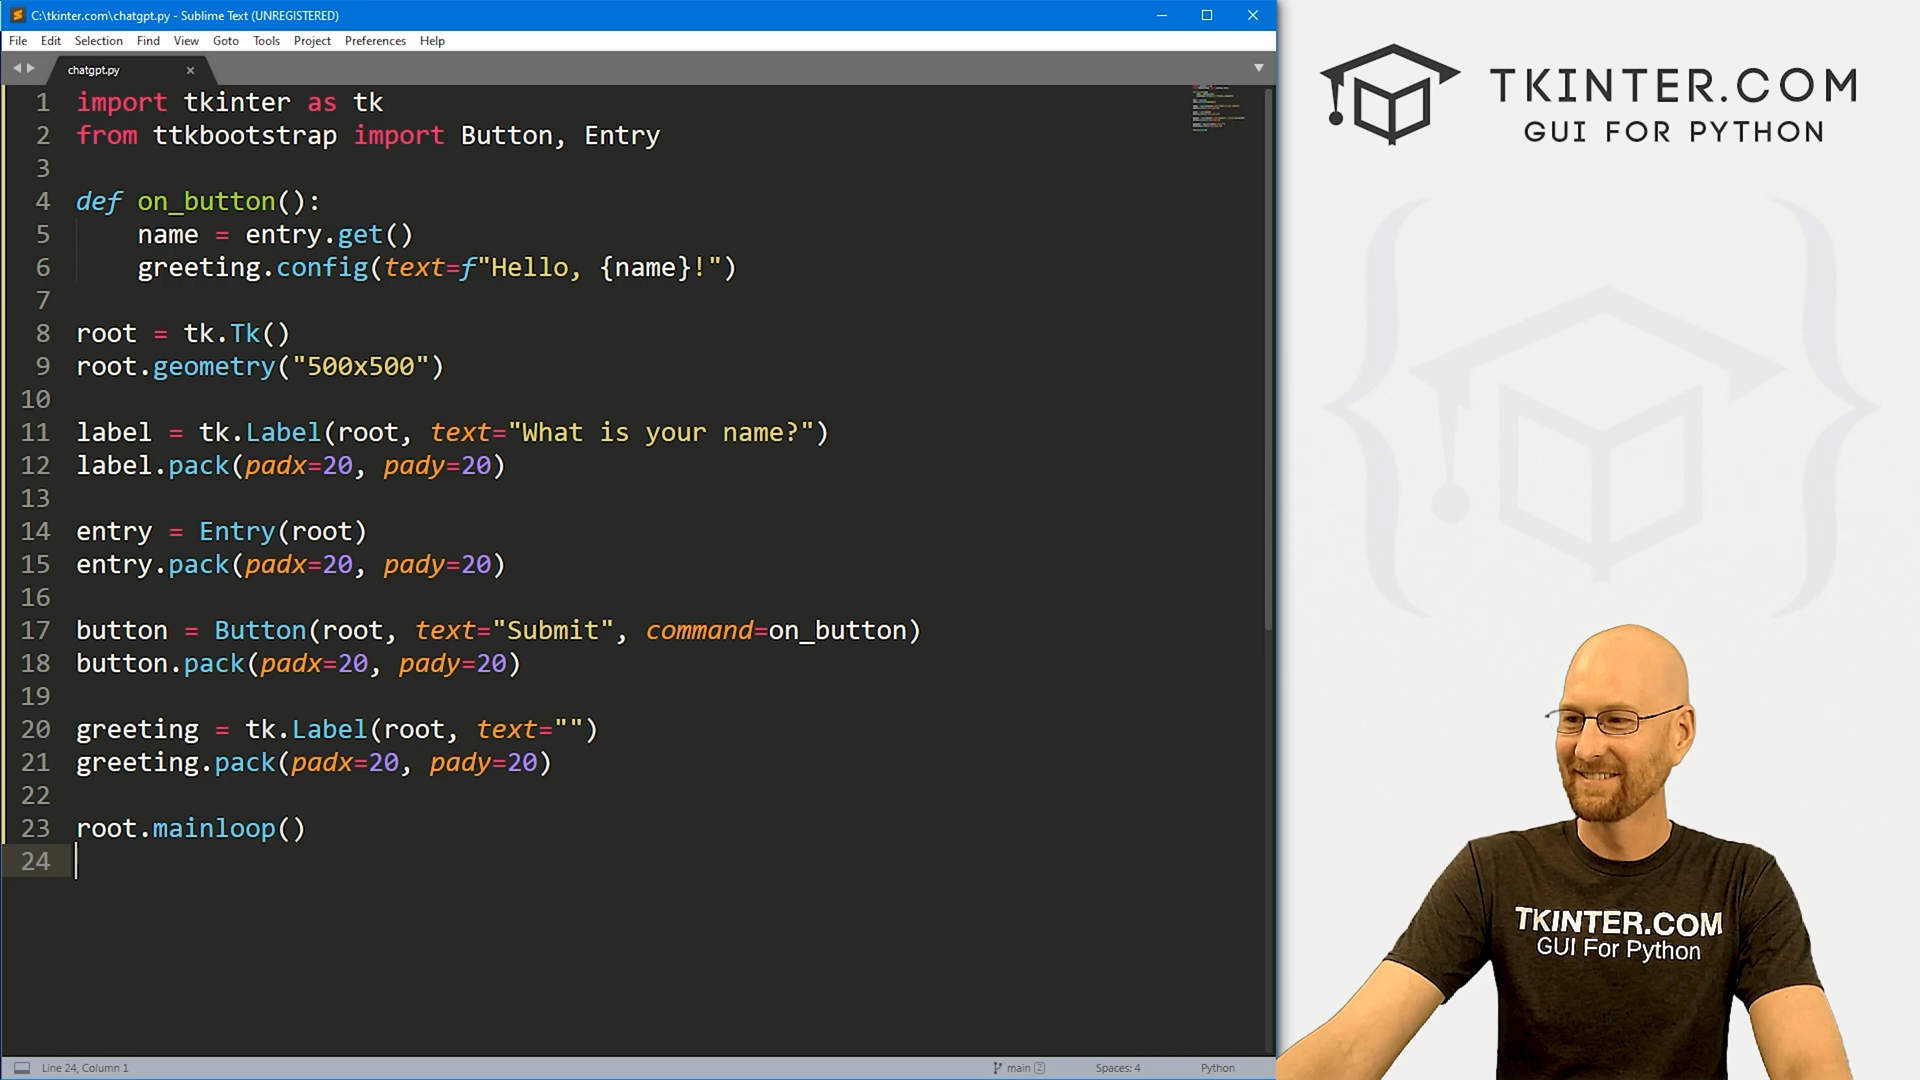 C:\tkinter.com\chatgpt.py - Sublime Text (UNREGISTERED)
File Edit Selection Find View Goto Tools Project Preferences Help
chatgpt.py
1 import tkinter as tk
2 from ttkbootstrap import Button, Entry
3
4 def on_button():
5     name = entry.get()
6     greeting.config(text=f"Hello, {name}!")
7
8 root = tk.Tk()
9 root.geometry("500x500")
10
11 label = tk.Label(root, text="What is your name?")
12 label.pack(padx=20, pady=20)
13
14 entry = Entry(root)
15 entry.pack(padx=20, pady=20)
16
17 button = Button(root, text="Submit", command=on_button)
18 button.pack(padx=20, pady=20)
19
20 greeting = tk.Label(root, text="")
21 greeting.pack(padx=20, pady=20)
22
23 root.mainloop()
24
Line 24, Column 1 main 2 Spaces: 4 Python
TKINTER.COM
GUI FOR PYTHON
TKINTER.COM
GUI For Python